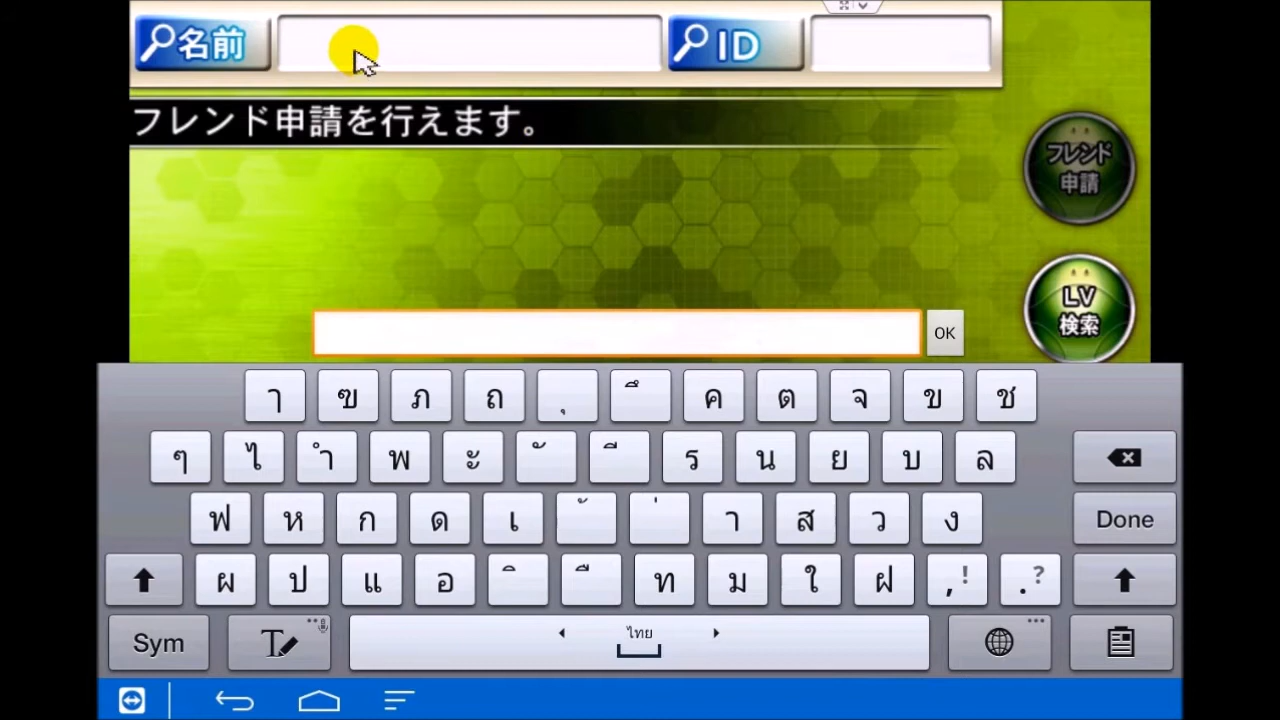 名前 ID
フレンド申請を行えます。
フレンド
申請
LV
検索
OK
ๅ ฃ ภ ถ ุ ึ ค ต จ ข ช
ๆ ไ ำ พ ะ ั ี ร น ย บ ล
ฟ ห ก ด เ ้ ่ า ส ว ง Done
ผ ป แ อ ิ ื ท ม ใ ฝ , ! . ?
Sym T ไทย